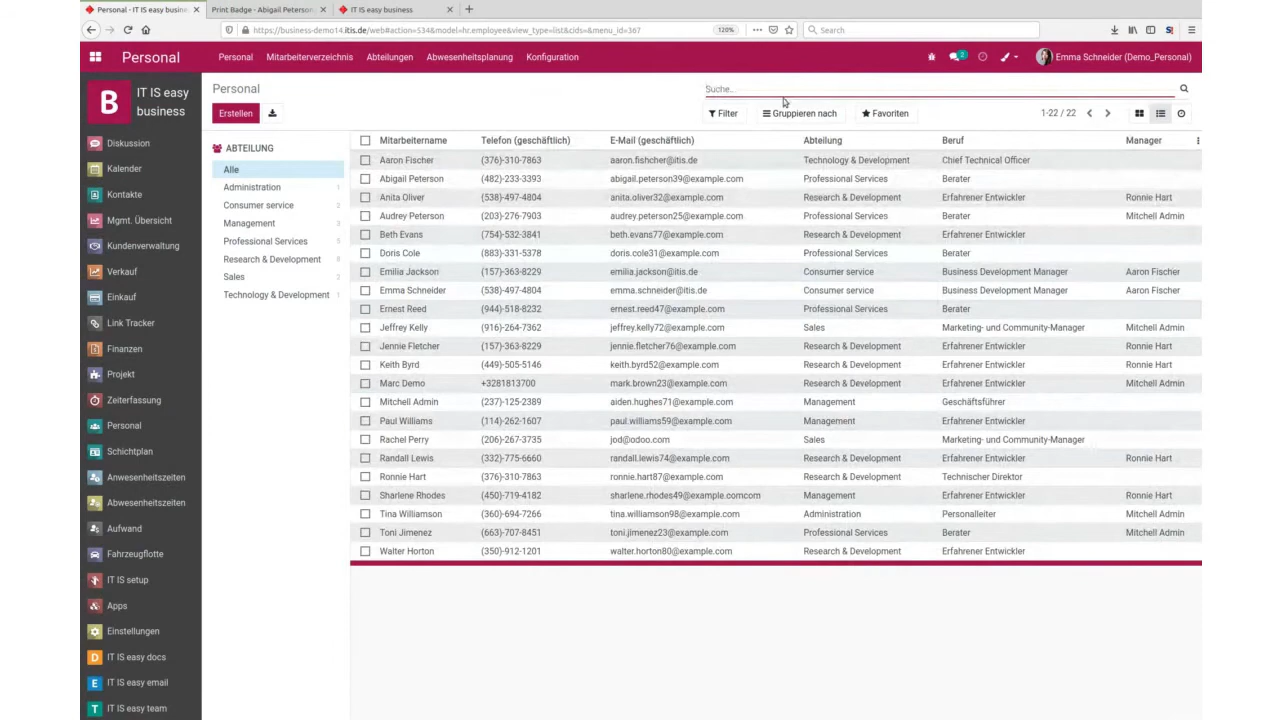 Personal - IT IS easy busine
Print Badge - Abigail Peterson
IT IS easy business
https://business-demo14.itis.de/web#action=534&model=hr.employee&view_type=list&cids=&menu_id=367
120%
Search
Personal
Personal Mitarbeiterverzeichnis Abteilungen Abwesenheitsplanung Konfiguration
2
Emma Schneider (Demo_Personal)
B
IT IS easy
business
Diskussion
Kalender
Kontakte
Mgmt. Übersicht
Kundenverwaltung
Verkauf
Einkauf
Link Tracker
Finanzen
Projekt
Zeiterfassung
Personal
Schichtplan
Anwesenheitszeiten
Abwesenheitszeiten
Aufwand
Fahrzeugflotte
IT IS setup
Apps
Einstellungen
D IT IS easy docs
E IT IS easy email
T IT IS easy team
Personal
Suche...
Erstellen
Filter Gruppieren nach Favoriten
1-22 / 22
ABTEILUNG
Alle
Administration 1
Consumer service 2
Management 3
Professional Services 5
Research & Development 8
Sales 2
Technology & Development 1
Mitarbeitername Telefon (geschäftlich) E-Mail (geschäftlich) Abteilung Beruf Manager
Aaron Fischer (376)-310-7863 aaron.fishcher@itis.de Technology & Development Chief Technical Officer
Abigail Peterson (482)-233-3393 abigail.peterson39@example.com Professional Services Berater
Anita Oliver (538)-497-4804 anita.oliver32@example.com Research & Development Erfahrener Entwickler Ronnie Hart
Audrey Peterson (203)-276-7903 audrey.peterson25@example.com Professional Services Berater Mitchell Admin
Beth Evans (754)-532-3841 beth.evans77@example.com Research & Development Erfahrener Entwickler
Doris Cole (883)-331-5378 doris.cole31@example.com Professional Services Berater
Emilia Jackson (157)-363-8229 emilia.jackson@itis.de Consumer service Business Development Manager Aaron Fischer
Emma Schneider (538)-497-4804 emma.schneider@itis.de Consumer service Business Development Manager Aaron Fischer
Ernest Reed (944)-518-8232 ernest.reed47@example.com Professional Services Berater
Jeffrey Kelly (916)-264-7362 jeffrey.kelly72@example.com Sales Marketing- und Community-Manager Mitchell Admin
Jennie Fletcher (157)-363-8229 jennie.fletcher76@example.com Research & Development Erfahrener Entwickler Ronnie Hart
Keith Byrd (449)-505-5146 keith.byrd52@example.com Research & Development Erfahrener Entwickler Ronnie Hart
Marc Demo +3281813700 mark.brown23@example.com Research & Development Erfahrener Entwickler Mitchell Admin
Mitchell Admin (237)-125-2389 aiden.hughes71@example.com Management Geschäftsführer
Paul Williams (114)-262-1607 paul.williams59@example.com Management Erfahrener Entwickler
Rachel Perry (206)-267-3735 jod@odoo.com Sales Marketing- und Community-Manager
Randall Lewis (332)-775-6660 randall.lewis74@example.com Research & Development Erfahrener Entwickler Ronnie Hart
Ronnie Hart (376)-310-7863 ronnie.hart87@example.com Research & Development Technischer Direktor
Sharlene Rhodes (450)-719-4182 sharlene.rhodes49@example.comcom Management Erfahrener Entwickler Ronnie Hart
Tina Williamson (360)-694-7266 tina.williamson98@example.com Administration Personalleiter Mitchell Admin
Toni Jimenez (663)-707-8451 toni.jimenez23@example.com Professional Services Berater Mitchell Admin
Walter Horton (350)-912-1201 walter.horton80@example.com Research & Development Erfahrener Entwickler